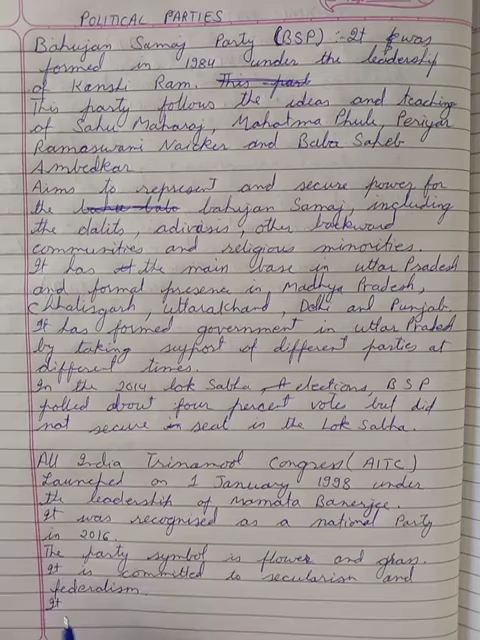 POLITICAL PARTIES
Bahujan Samaj Party (BSP) :- It was
formed in 1984 under the leadership
of Kanshi Ram. This part
This party follows the ideas and teaching
of Sahu Maharaj, Mahatma Phule, Periyar
Ramaswani Naicker and Baba Saheb
Ambedkar
Aims to represent and secure power for
the bahujan Samaj, including
the dalits, adivasis, other backward
communities and religious minorities.
It has the main base in uttar Pradesh
and formal presence in, Madhya Pradesh,
Chhatisgarh, uttarakhand, Delhi and Punjab.
It has formed government in uttar Pradesh
by taking support of different parties at
different times.
In the 2014 lok Sabha elections, BSP
polled about four percent votes but did
not secure in seat in the Lok Sabha.
All India Trinamool Congress (AITC)
Launched on 1 January 1998 under
the leadership of Mamata Banerjee.
It was recognised as a national Party
in 2016.
The party symbol is flower and grass.
It is committed to secularism and
federalism
It